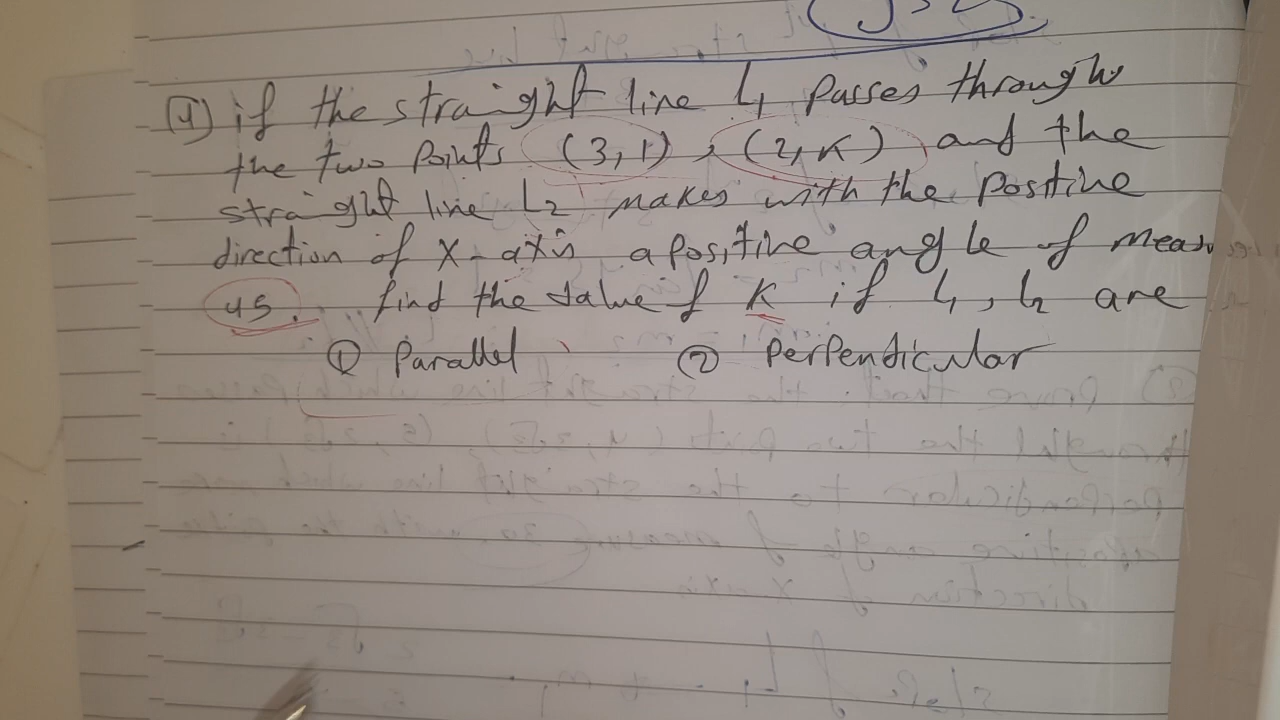 (4) if the straight line L1 passes through
the two points (3,1), (2,K) and the
straight line L2 makes with the positive
direction of X-axis a positive angle of meas
45. find the value of K if L1, L2 are
① Parallel ② Perpendicular